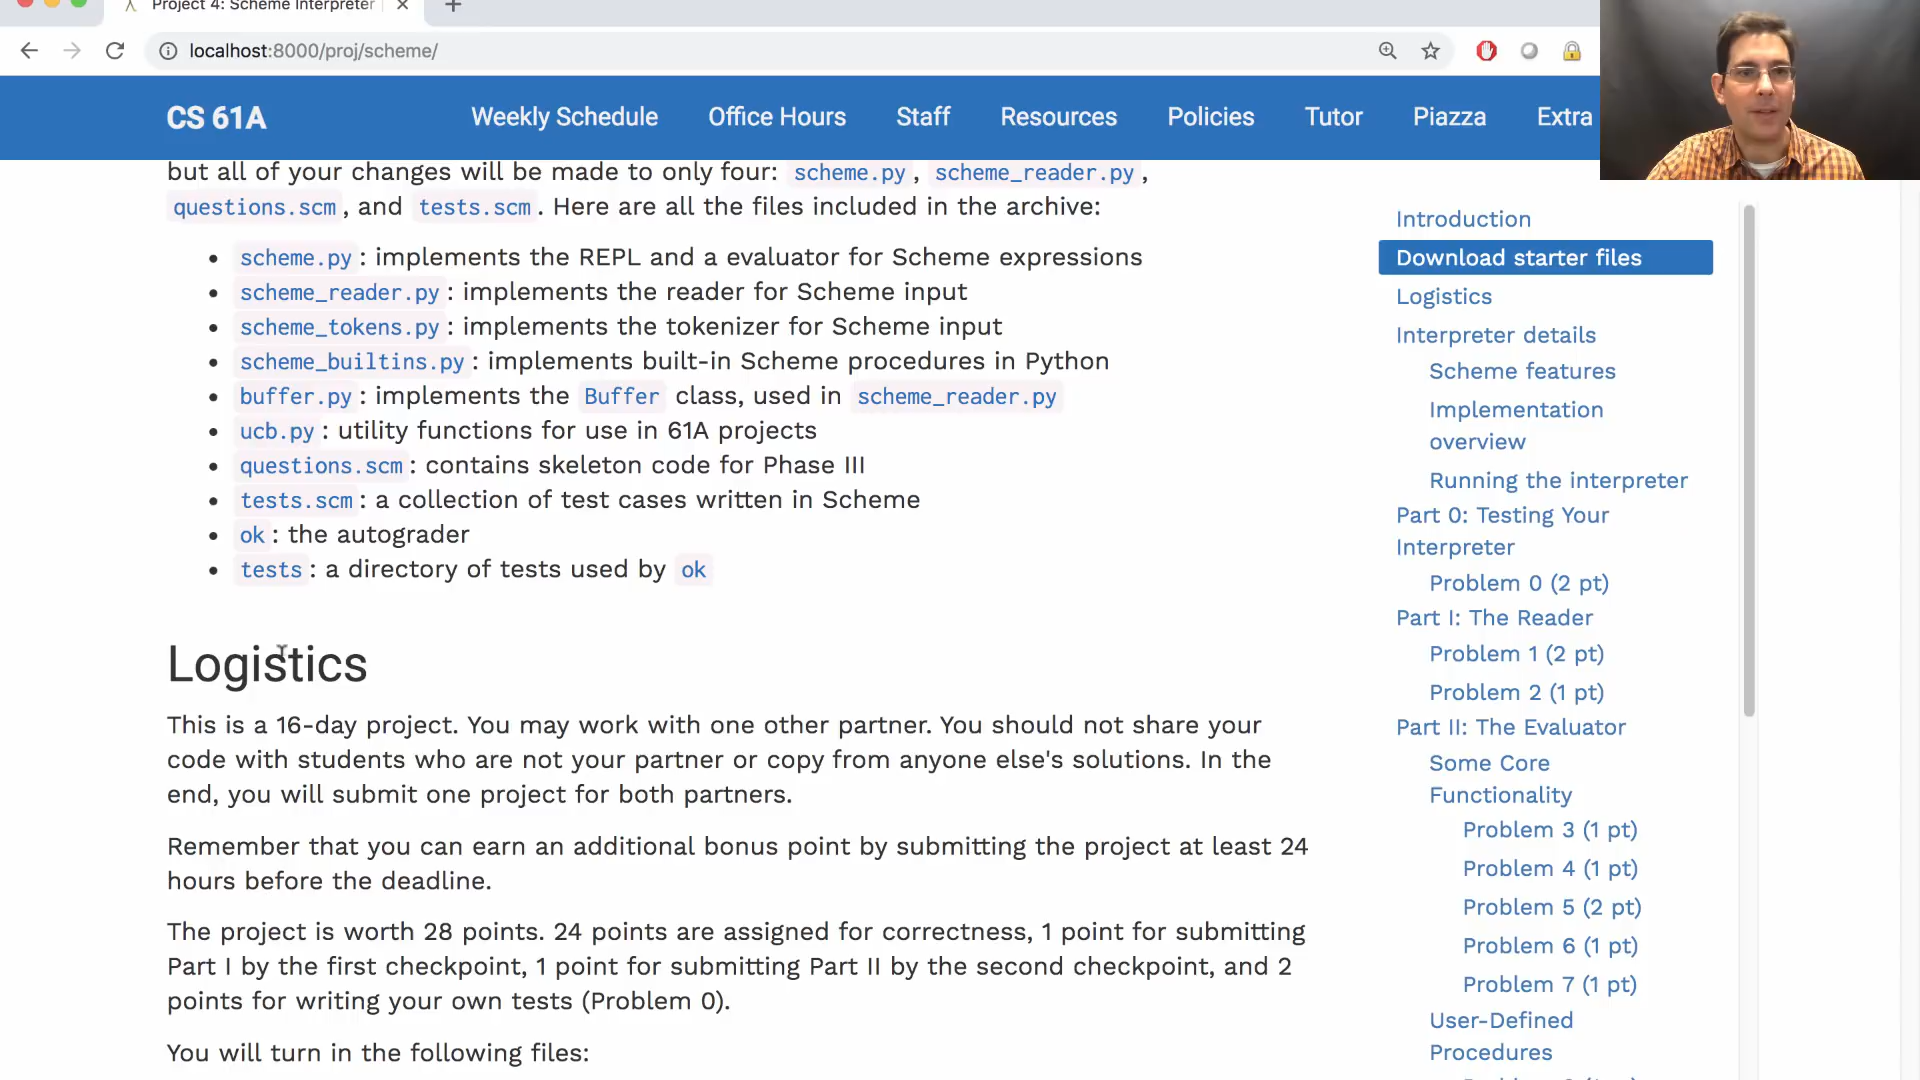 Project 4: Scheme Interpreter
localhost:8000/proj/scheme/
CS 61A Weekly Schedule Office Hours Staff Resources Policies Tutor Piazza Extra
but all of your changes will be made to only four: scheme.py, scheme_reader.py,
questions.scm, and tests.scm. Here are all the files included in the archive:
scheme.py: implements the REPL and a evaluator for Scheme expressions
scheme_reader.py: implements the reader for Scheme input
scheme_tokens.py: implements the tokenizer for Scheme input
scheme_builtins.py: implements built-in Scheme procedures in Python
buffer.py: implements the Buffer class, used in scheme_reader.py
ucb.py: utility functions for use in 61A projects
questions.scm: contains skeleton code for Phase III
tests.scm: a collection of test cases written in Scheme
ok: the autograder
tests: a directory of tests used by ok
Logistics
This is a 16-day project. You may work with one other partner. You should not share your
code with students who are not your partner or copy from anyone else's solutions. In the
end, you will submit one project for both partners.
Remember that you can earn an additional bonus point by submitting the project at least 24
hours before the deadline.
The project is worth 28 points. 24 points are assigned for correctness, 1 point for submitting
Part I by the first checkpoint, 1 point for submitting Part II by the second checkpoint, and 2
points for writing your own tests (Problem 0).
You will turn in the following files:
Introduction
Download starter files
Logistics
Interpreter details
Scheme features
Implementation
overview
Running the interpreter
Part 0: Testing Your
Interpreter
Problem 0 (2 pt)
Part I: The Reader
Problem 1 (2 pt)
Problem 2 (1 pt)
Part II: The Evaluator
Some Core
Functionality
Problem 3 (1 pt)
Problem 4 (1 pt)
Problem 5 (2 pt)
Problem 6 (1 pt)
Problem 7 (1 pt)
User-Defined
Procedures